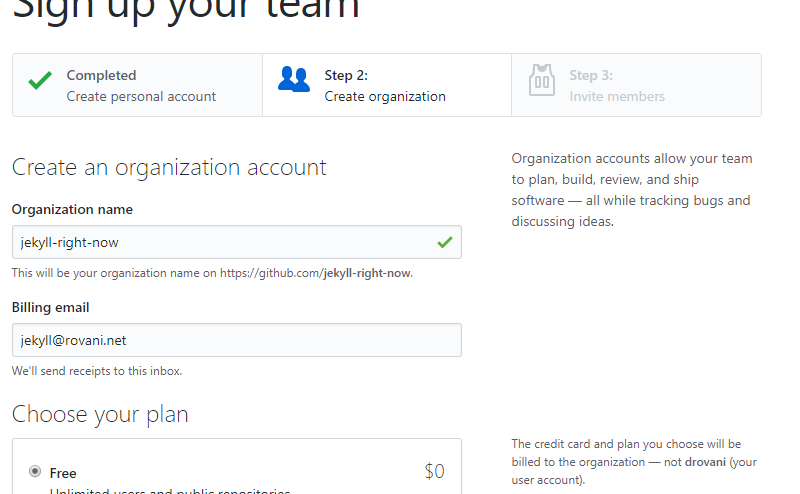 Sign up your team
Completed
Create personal account
Step 2:
Create organization
Step 3:
Invite members
Create an organization account
Organization name
jekyll-right-now
This will be your organization name on https://github.com/jekyll-right-now.
Billing email
jekyll@rovani.net
We'll send receipts to this inbox.
Organization accounts allow your team
to plan, build, review, and ship
software — all while tracking bugs and
discussing ideas.
Choose your plan
Free
$0
Unlimited users and public repositories
The credit card and plan you choose will be
billed to the organization — not drovani (your
user account).